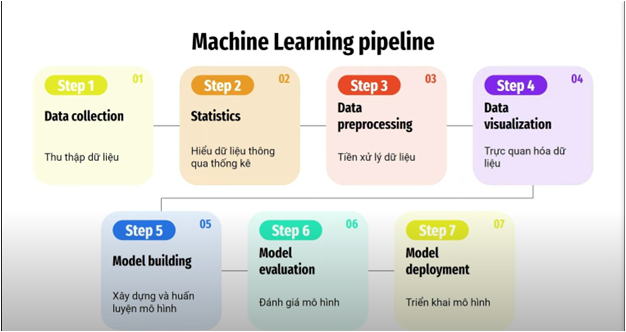 Machine Learning pipeline
Step 1
01
Data collection
Thu thập dữ liệu
Step 2
02
Statistics
Hiểu dữ liệu thông
qua thống kê
Step 3
03
Data
preprocessing
Tiền xử lý dữ liệu
Step 4
04
Data
visualization
Trực quan hóa dữ
liệu
Step 5
05
Model building
Xây dựng và huấn
luyện mô hình
Step 6
06
Model
evaluation
Đánh giá mô hình
Step 7
07
Model
deployment
Triển khai mô hình